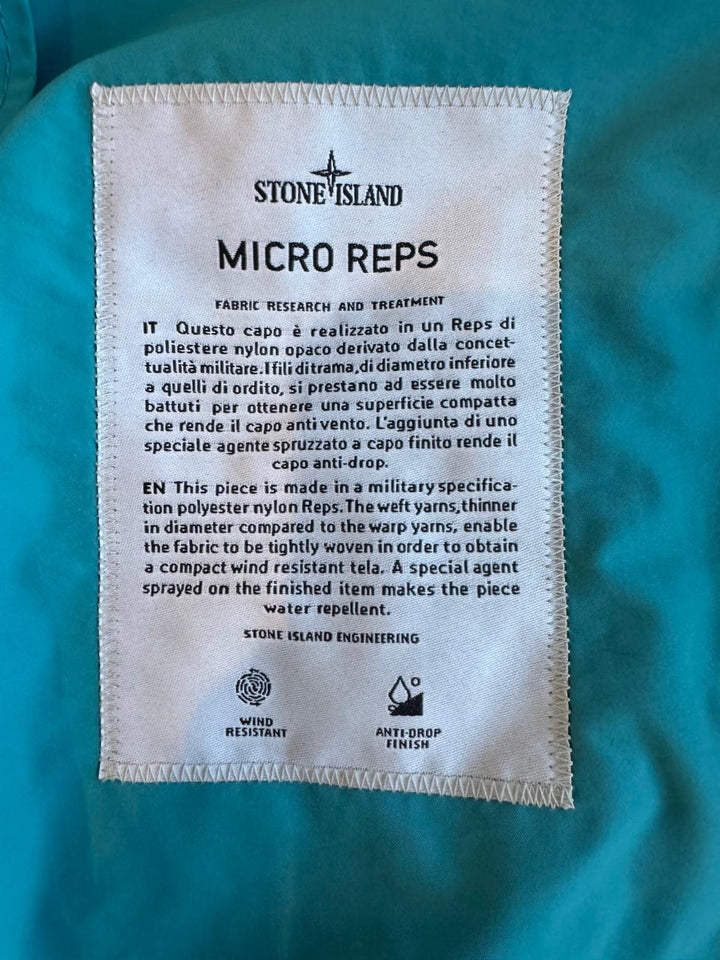 STONE ISLAND
MICRO REPS
FABRIC RESEARCH AND TREATMENT
IT Questo capo è realizzato in un Reps di
poliestere nylon opaco derivato dalla concet-
tualità militare.I fili di trama,di diametro inferiore
a quelli di ordito, si prestano ad essere molto
battuti per ottenere una superficie compatta
che rende il capo anti vento. L'aggiunta di uno
speciale agente spruzzato a capo finito rende il
capo anti-drop.
EN This piece is made in a military specifica-
tion polyester nylon Reps. The weft yarns,thinner
in diameter compared to the warp yarns, enable
the fabric to be tightly woven in order to obtain
a compact wind resistant tela. A special agent
sprayed on the finished item makes the piece
water repellent.
STONE ISLAND ENGINEERING
WIND
RESISTANT
ANTI-DROP
FINISH